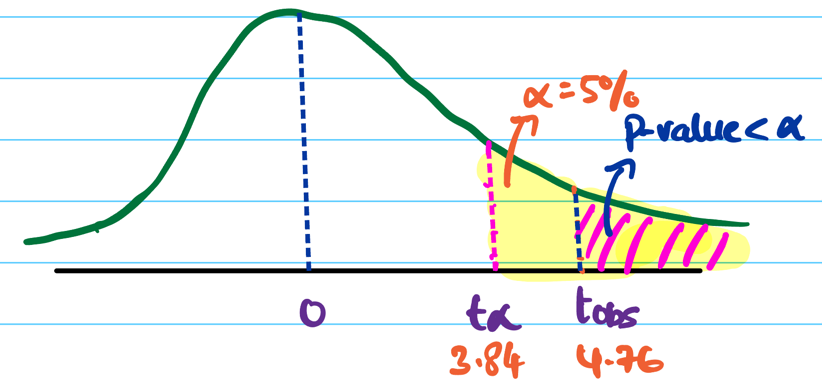 α = 5%
p-value < α
0
tα
tobs
3.84
4.76